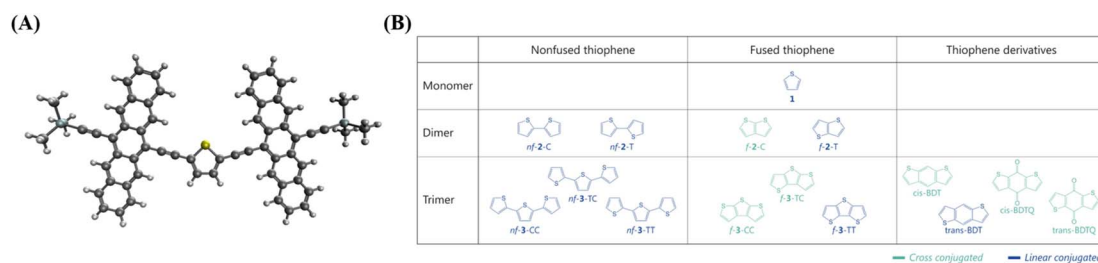 (A)
(B)
Nonfused thiophene Fused thiophene Thiophene derivatives
Monomer
S
1
Dimer
S S S S S S S S
nf-2-C nf-2-T f-2-C f-2-T
Trimer
S S S S S S S S
nf-3-TC f-3-TC cis-BDT
S S S S S S S S S S S S O S S O
cis-BDTQ
O S S O
nf-3-CC nf-3-TT f-3-CC f-3-TT trans-BDT trans-BDTQ
Cross conjugated Linear conjugated